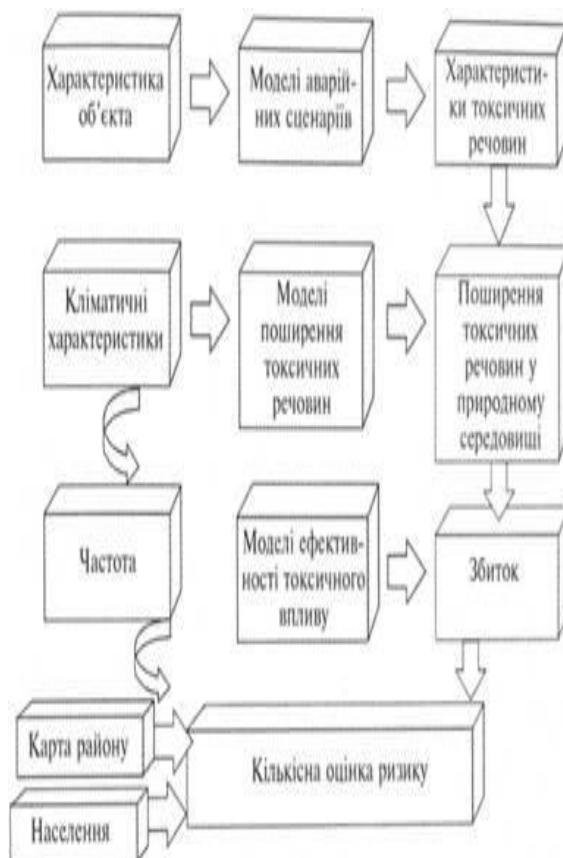 Характеристика
об'єкта
Моделі аварій-
них сценаріїв
Характеристи-
ки токсичних
речовин
Кліматичні
характеристики
Моделі
поширення
токсичних
речовин
Поширення
токсичних
речовин у
природному
середовищі
Частота
Моделі ефектив-
ності токсичного
впливу
Збиток
Карта району
Кількісна оцінка ризику
Населення